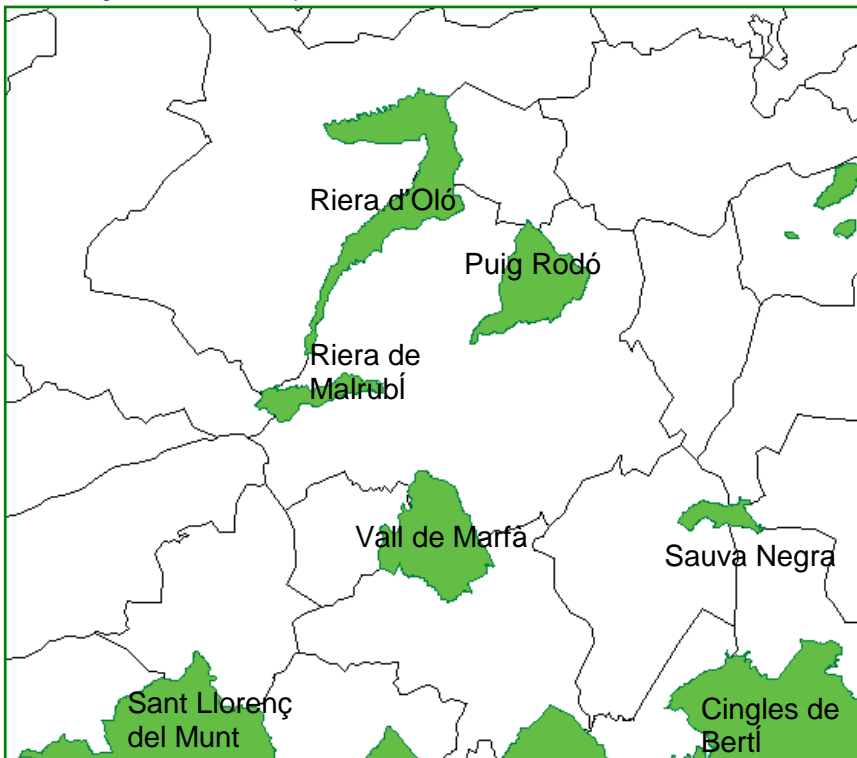 Riera d'Oló
Puig Rodó
Riera de
MalrubÍ
Vall de Marfà
Sauva Negra
Sant Llorenç
del Munt
Cingles de
BertÍ